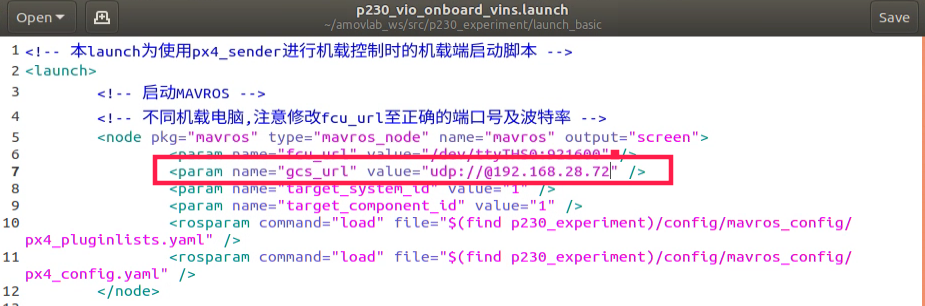 Open
p230_vio_onboard_vins.launch
~/amovlab_ws/src/p230_experiment/launch_basic
Save
1 <!-- 本launch为使用px4_sender进行机载控制时的机载端启动脚本 -->
2 <launch>
3 <!-- 启动MAVROS -->
4 <!-- 不同机载电脑,注意修改fcu_url至正确的端口号及波特率 -->
5 <node pkg="mavros" type="mavros_node" name="mavros" output="screen">
6 <param name="fcu_url" value="/dev/ttyTHS0:921600" />
7 <param name="gcs_url" value="udp://@192.168.28.72" />
8 <param name="target_system_id" value="1" />
9 <param name="target_component_id" value="1" />
10 <rosparam command="load" file="$(find p230_experiment)/config/mavros_config/
px4_pluginlists.yaml" />
11 <rosparam command="load" file="$(find p230_experiment)/config/mavros_config/
px4_config.yaml" />
12 </node>